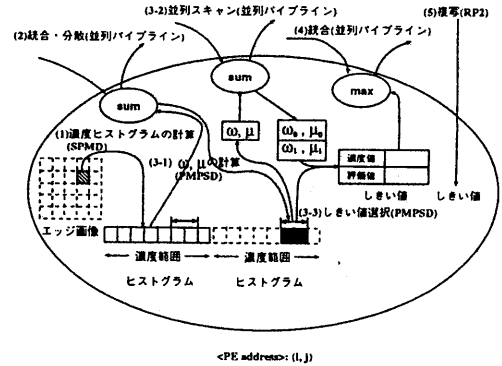 (3-2)並列スキャン(並列パイプライン)
(5)複写(RP2)
(2)統合・分散(並列パイプライン)
(4)統合(並列パイプライン)
sum
sum
max
(1)濃度ヒストグラムの計算
(SPMD)
ω, μ
ω₀ , μ₀
ω₁ , μ₁
濃度値
評価値
(3-1) ω, μ の計算
(PMPSD)
しきい値
しきい値
(3-3)しきい値選択(PMPSD)
エッジ画像
濃度範囲
濃度範囲
ヒストグラム
ヒストグラム
<PE address>: (i, j)